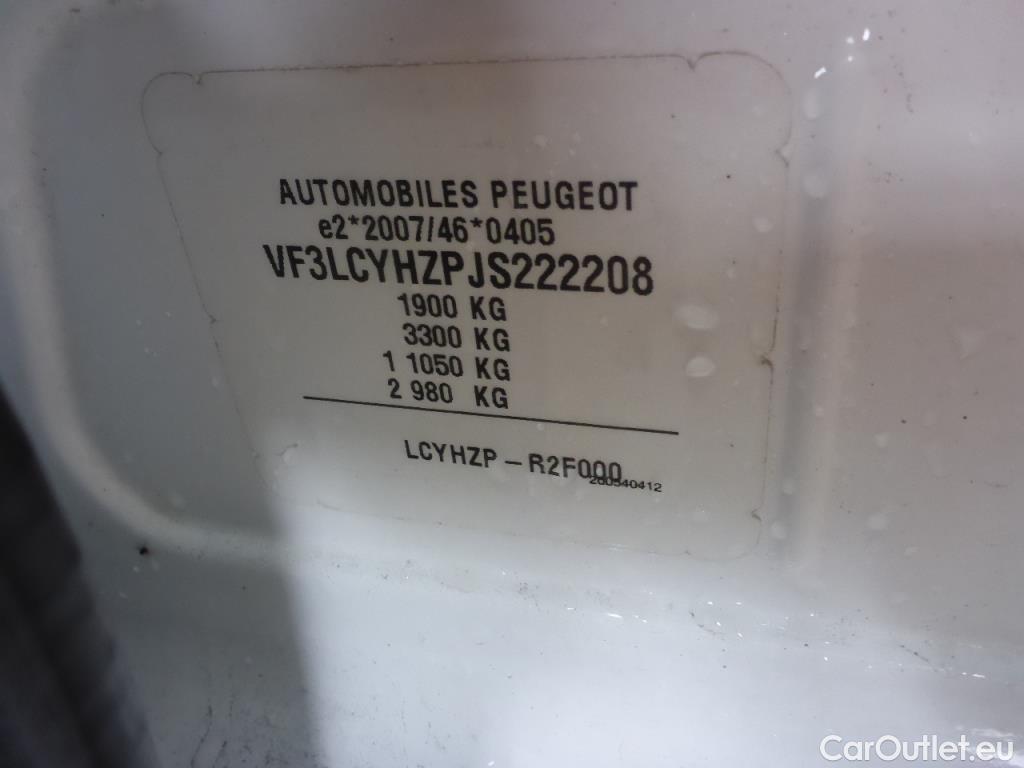 AUTOMOBILES PEUGEOT
e2*2007/46*0405
VF3LCYHZPJS222208
1900 KG
3300 KG
1 1050 KG
2 980 KG
LCYHZP - R2F000
200540412
CarOutlet.eu